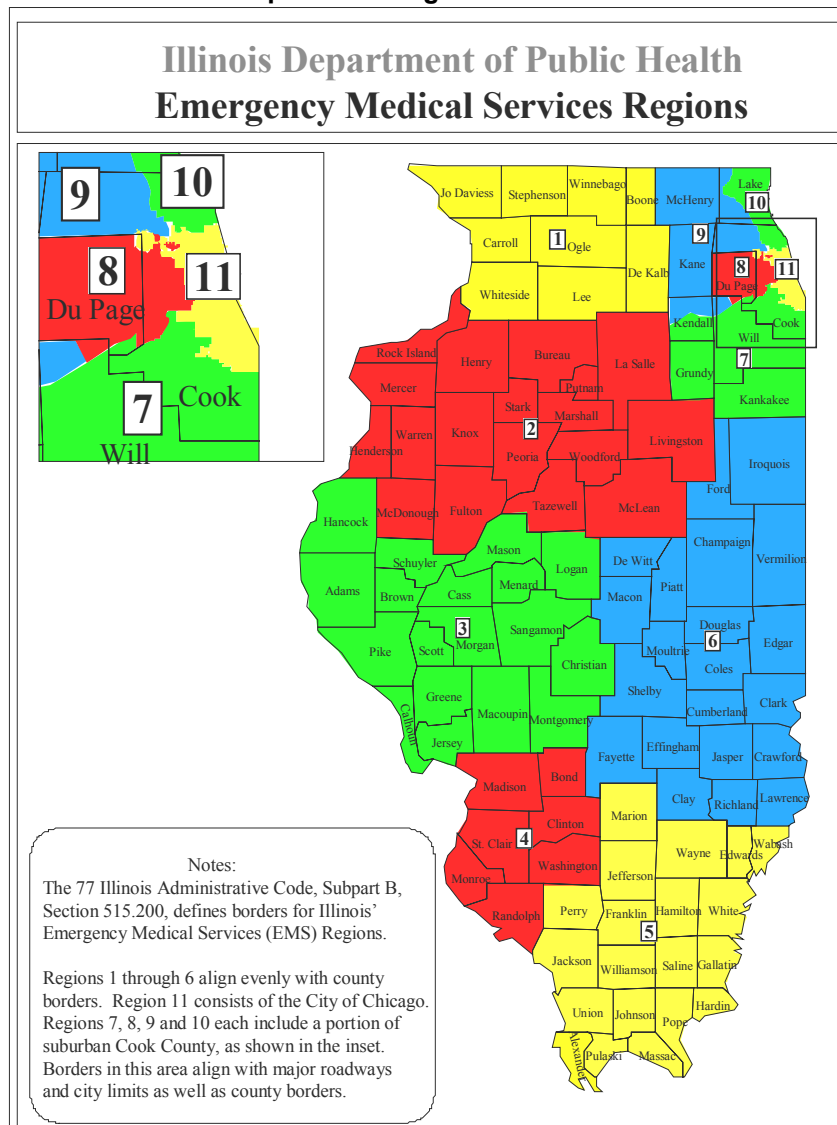 Illinois Department of Public Health
Emergency Medical Services Regions
9
10
8
11
Du Page
7
Cook
Will
Jo Daviess
Stephenson
Winnebago
Boone
McHenry
Lake
10
Carroll
1
Ogle
9
De Kalb
Kane
8
11
Du Page
Whiteside
Lee
Kendall
Cook
Will
7
Rock Island
Henry
Bureau
La Salle
Grundy
Mercer
Putnam
Kankakee
Stark
Marshall
Henderson
Warren
Knox
2
Peoria
Livingston
Woodford
Iroquois
McDonough
Fulton
Tazewell
McLean
Ford
Hancock
Mason
Champaign
Schuyler
Logan
De Witt
Vermilion
Adams
Brown
Cass
Menard
Macon
Piatt
3
Sangamon
Douglas
6
Pike
Scott
Morgan
Moultrie
Edgar
Christian
Coles
Calhoun
Greene
Macoupin
Montgomery
Shelby
Cumberland
Clark
Jersey
Fayette
Effingham
Jasper
Crawford
Madison
Bond
Clay
Richland
Lawrence
Clinton
Marion
St. Clair
4
Wayne
Edwards
Wabash
Monroe
Washington
Jefferson
Randolph
Perry
Franklin
Hamilton
White
5
Jackson
Williamson
Saline
Gallatin
Union
Johnson
Pope
Hardin
Alexander
Pulaski
Massac
Notes:
The 77 Illinois Administrative Code, Subpart B,
Section 515.200, defines borders for Illinois'
Emergency Medical Services (EMS) Regions.
Regions 1 through 6 align evenly with county
borders. Region 11 consists of the City of Chicago.
Regions 7, 8, 9 and 10 each include a portion of
suburban Cook County, as shown in the inset.
Borders in this area align with major roadways
and city limits as well as county borders.